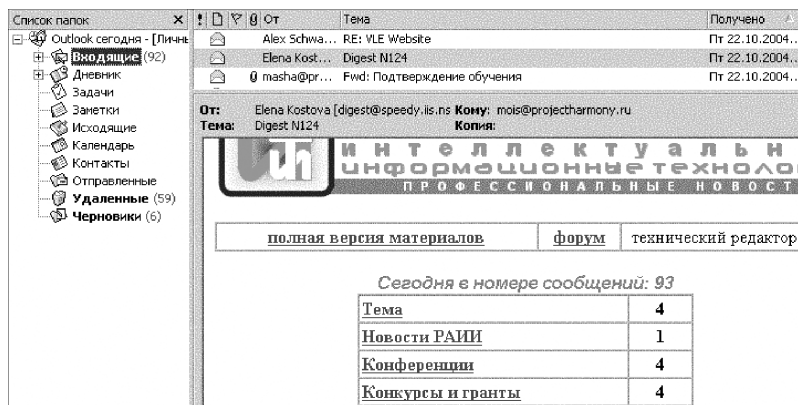 Список папок
Outlook сегодня - [Личнь
Входящие (92)
Дневник
Задачи
Заметки
Исходящие
Календарь
Контакты
Отправленные
Удаленные (59)
Черновики (6)
От Тема Получено
Alex Schwa... RE: VLE Website Пт 22.10.2004..
Elena Kost... Digest N124 Пт 22.10.2004..
masha@pr... Fwd: Подтверждение обучения Пт 22.10.2004..
От: Elena Kostova [digest@speedy.iis.ns Кому: mois@projectharmony.ru
Тема: Digest N124 Копия:
интеллектуальн
информационные техноло
ПРОФЕССИОНАЛЬНЫЕ НОВОСТ
полная версия материалов форум технический редактор
Сегодня в номере сообщений: 93
Тема 4
Новости РАИИ 1
Конференции 4
Конкурсы и гранты 4